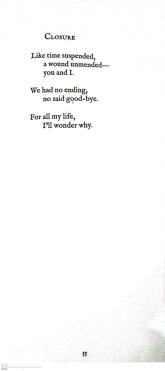 CLOSURE
Like time suspended,
a wound unmended—
you and I.
We had no ending,
no said good-bye.
For all my life,
I'll wonder why.